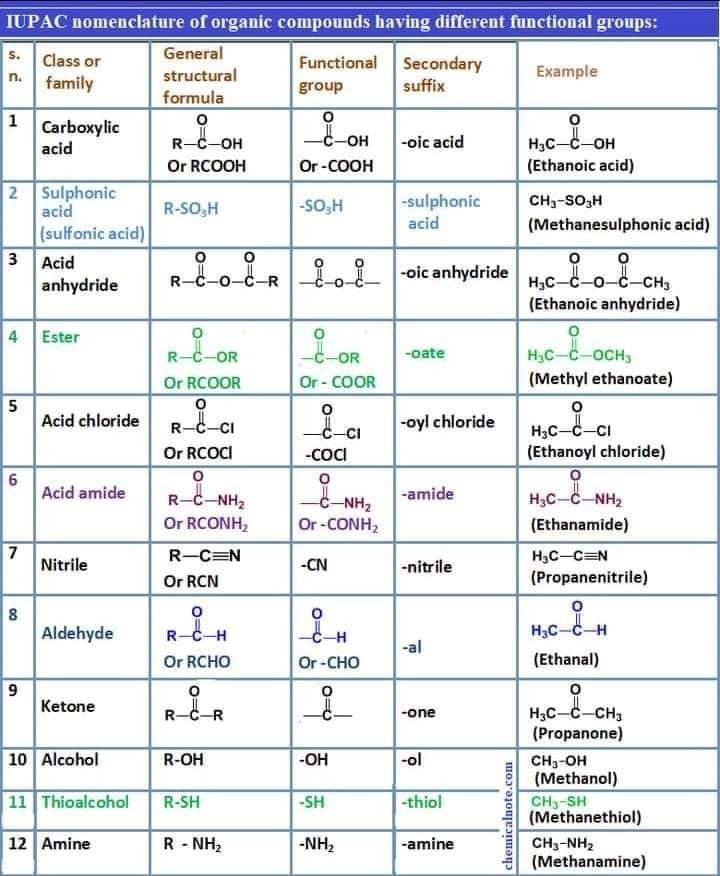 IUPAC nomenclature of organic compounds having different functional groups:
s. n. Class or family General structural formula Functional group Secondary suffix Example
1 Carboxylic acid R-C-OH O Or RCOOH -C-OH O Or -COOH -oic acid H₃C-C-OH O (Ethanoic acid)
2 Sulphonic acid (sulfonic acid) R-SO₃H -SO₃H -sulphonic acid CH₃-SO₃H (Methanesulphonic acid)
3 Acid anhydride R-C-O-C-R O O -C-O-C- O O -oic anhydride H₃C-C-O-C-CH₃ O O (Ethanoic anhydride)
4 Ester R-C-OR O Or RCOOR -C-OR O Or - COOR -oate H₃C-C-OCH₃ O (Methyl ethanoate)
5 Acid chloride R-C-Cl O Or RCOCl -C-Cl O -COCl -oyl chloride H₃C-C-Cl O (Ethanoyl chloride)
6 Acid amide R-C-NH₂ O Or RCONH₂ -C-NH₂ O Or -CONH₂ -amide H₃C-C-NH₂ O (Ethanamide)
7 Nitrile R-C≡N Or RCN -CN -nitrile H₃C-C≡N (Propanenitrile)
8 Aldehyde R-C-H O Or RCHO -C-H O Or -CHO -al H₃C-C-H O (Ethanal)
9 Ketone R-C-R O -C- O -one H₃C-C-CH₃ O (Propanone)
10 Alcohol R-OH -OH -ol CH₃-OH (Methanol)
11 Thioalcohol R-SH -SH -thiol CH₃-SH (Methanethiol)
12 Amine R - NH₂ -NH₂ -amine CH₃-NH₂ (Methanamine)
chemicalnote.com